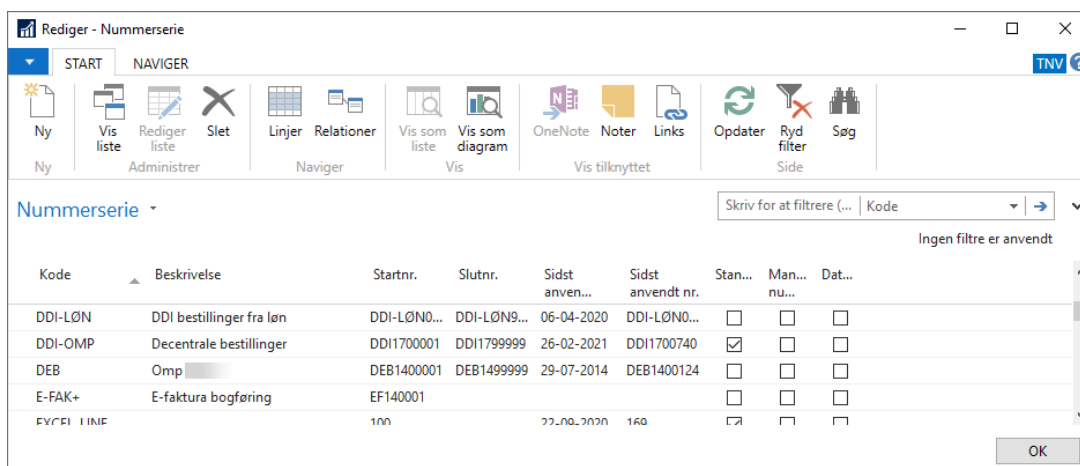 Rediger - Nummerserie
START NAVIGER TNV ?
Ny Vis liste Rediger liste Slet Linjer Relationer Vis som liste Vis som diagram OneNote Noter Links Opdater Ryd filter Søg
Ny Administrer Naviger Vis Vis tilknyttet Side
Nummerserie Skriv for at filtrere (... Kode
Ingen filtre er anvendt
Kode Beskrivelse Startnr. Slutnr. Sidst anven... Sidst anvendt nr. Stan... Man... nu... Dat...
DDI-LØN DDI bestillinger fra løn DDI-LØN0... DDI-LØN9... 06-04-2020 DDI-LØN0...
DDI-OMP Decentrale bestillinger DDI1700001 DDI1799999 26-02-2021 DDI1700740
DEB Omp DEB1400001 DEB1499999 29-07-2014 DEB1400124
E-FAK+ E-faktura bogføring EF140001
EXCEL_LINE 100 22-09-2020 169
OK